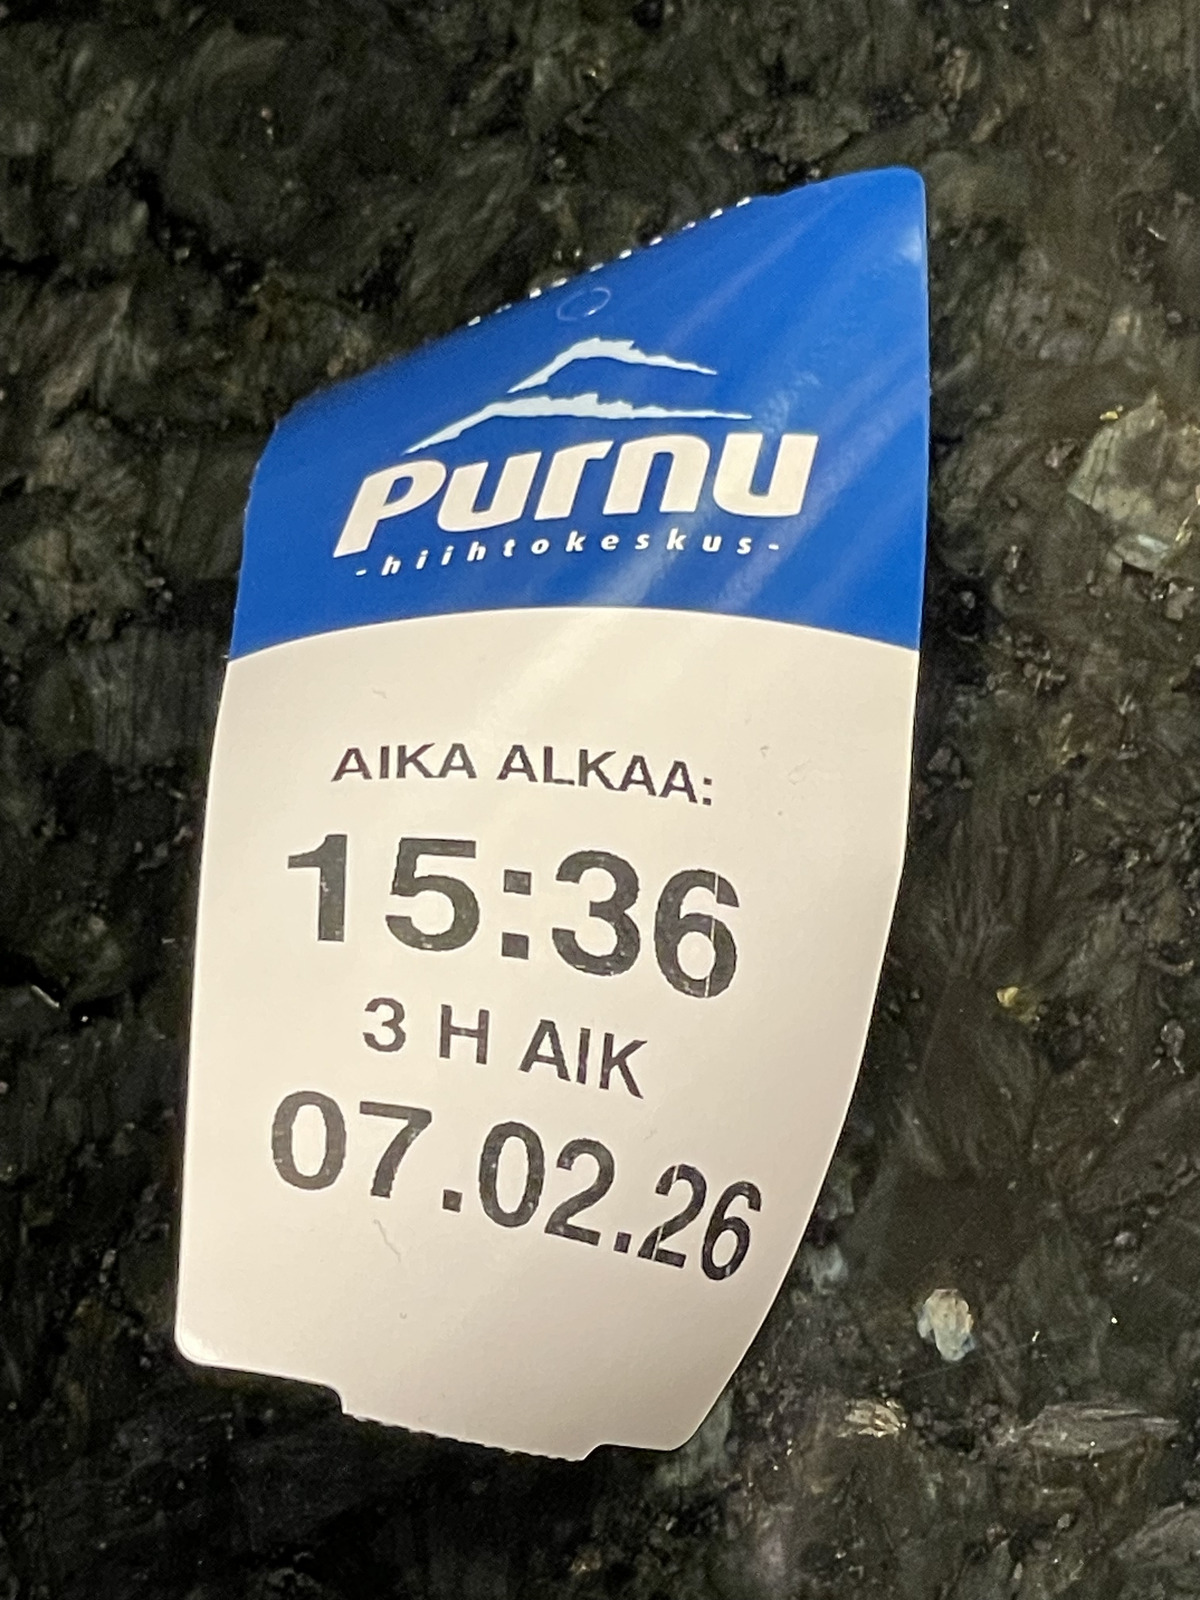 Purnu
-hiihtokeskus-
AIKA ALKAA:
15:36
3 H AIK
07.02.26